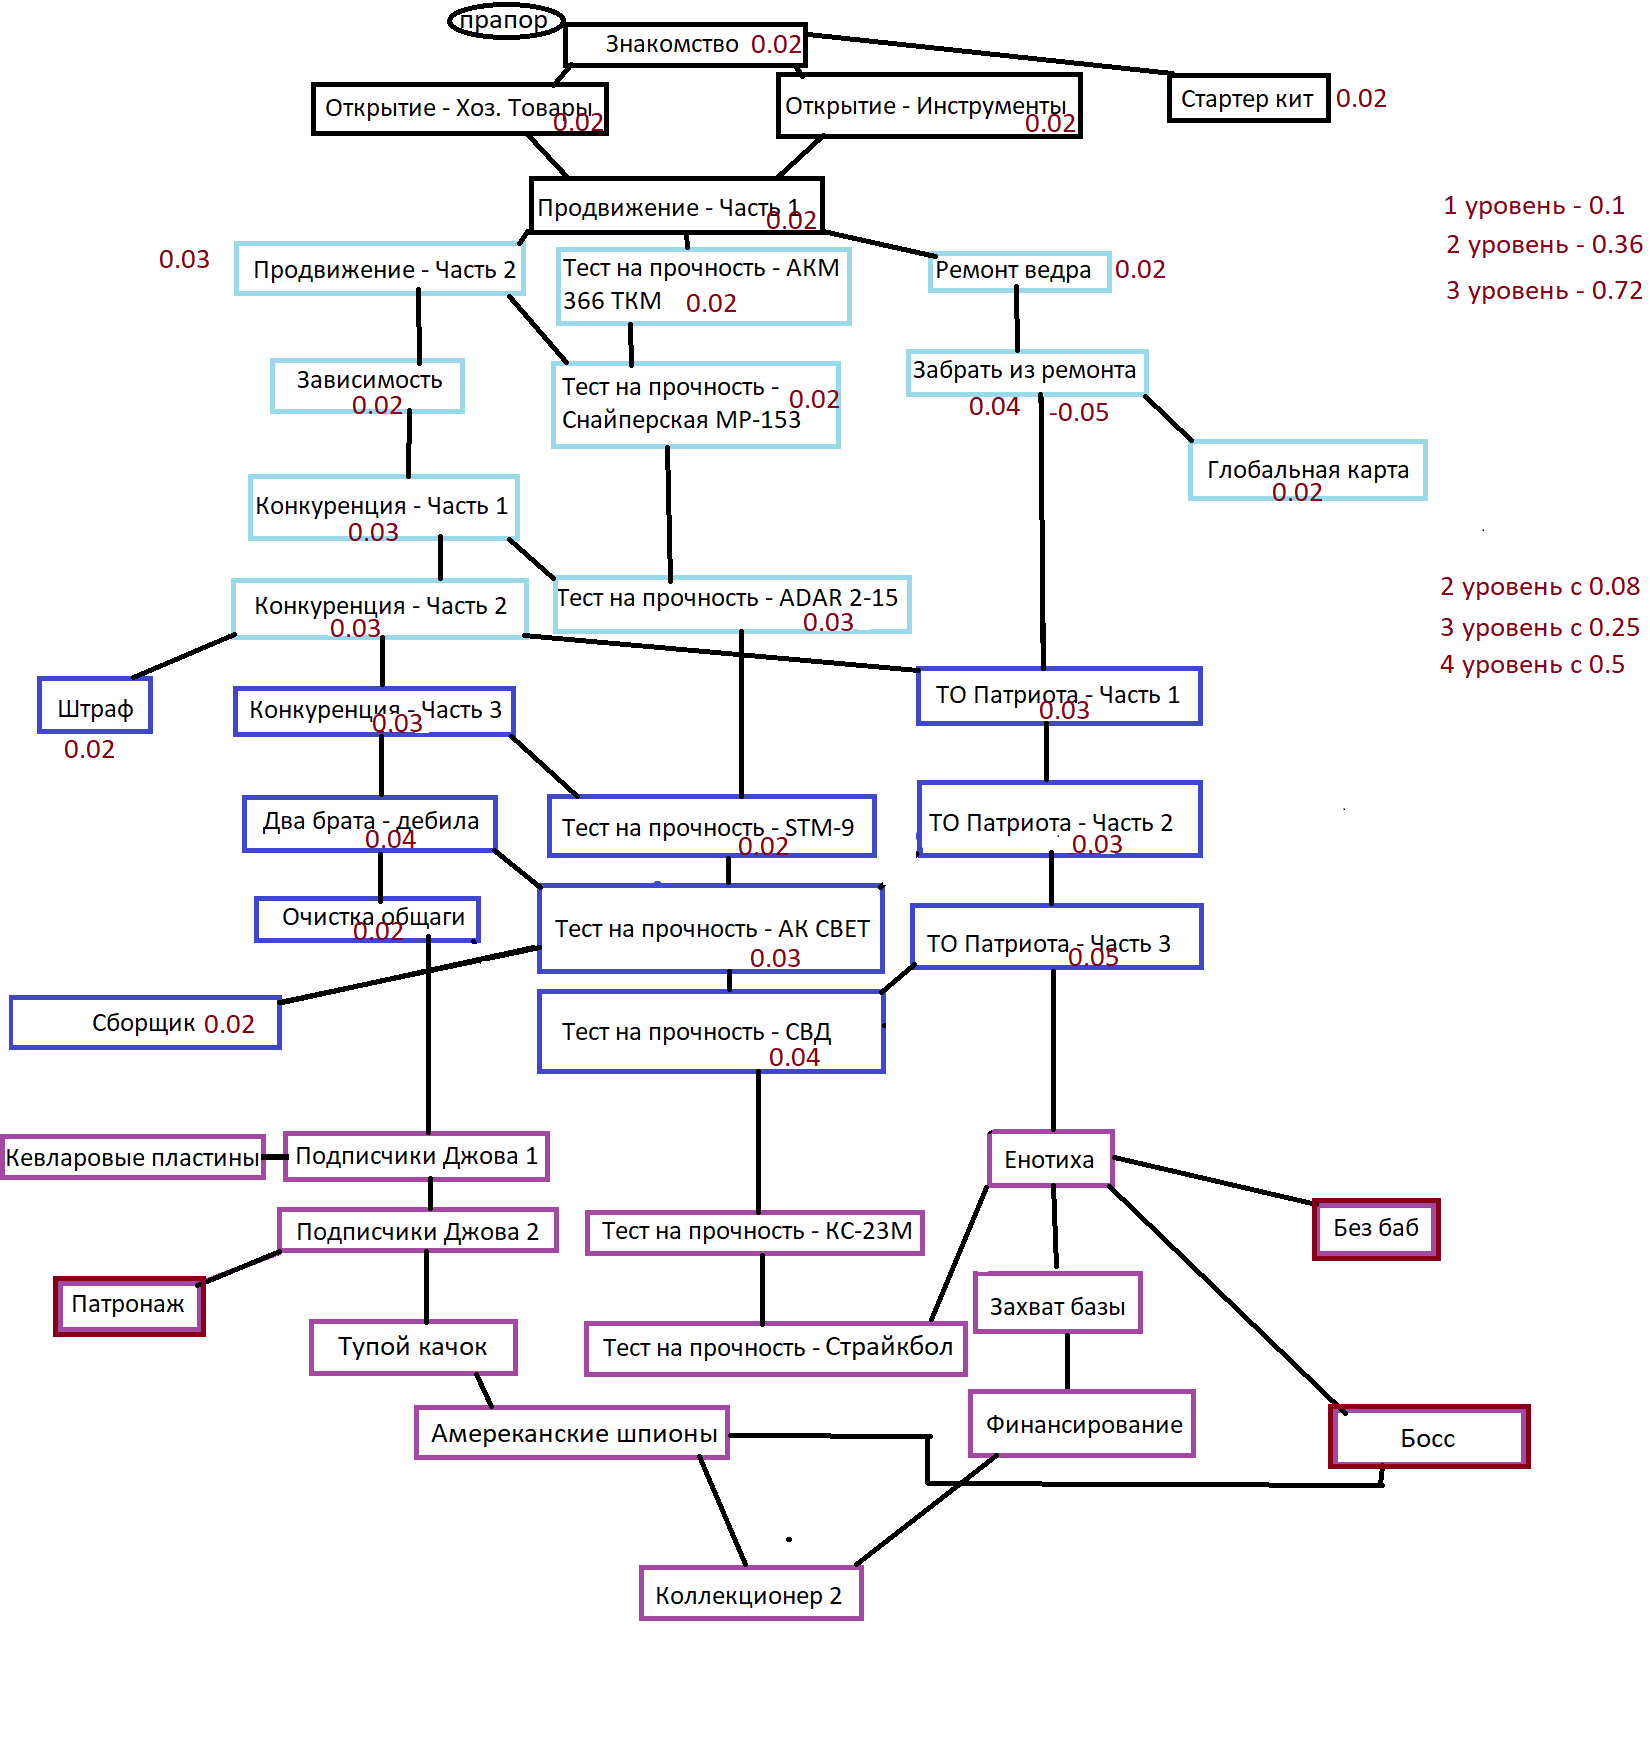 прапор
Знакомство 0.02
Открытие - Хоз. Товары
0.02
Открытие - Инструменты
0.02
Стартер кит 0.02
Продвижение - Часть 1
0.02
1 уровень - 0.1
2 уровень - 0.36
3 уровень - 0.72
0.03
Продвижение - Часть 2
Тест на прочность - АКМ
366 ТКМ 0.02
Ремонт ведра 0.02
Зависимость
0.02
Тест на прочность -
Снайперская МР-153
0.02
Забрать из ремонта
0.04 -0.05
Глобальная карта
0.02
Конкуренция - Часть 1
0.03
Конкуренция - Часть 2
0.03
Тест на прочность - ADAR 2-15
0.03
2 уровень с 0.08
3 уровень с 0.25
4 уровень с 0.5
Штраф
0.02
Конкуренция - Часть 3
0.03
ТО Патриота - Часть 1
0.03
Два брата - дебила
0.04
Тест на прочность - STM-9
0.02
ТО Патриота - Часть 2
0.03
Очистка общаги
0.02
Тест на прочность - АК СВЕТ
0.03
ТО Патриота - Часть 3
0.05
Сборщик 0.02
Тест на прочность - СВД
0.04
Кевларовые пластины
Подписчики Джова 1
Енотиха
Подписчики Джова 2
Тест на прочность - КС-23М
Без баб
Патронаж
Захват базы
Тупой качок
Тест на прочность - Страйкбол
Амереканские шпионы
Финансирование
Босс
Коллекционер 2